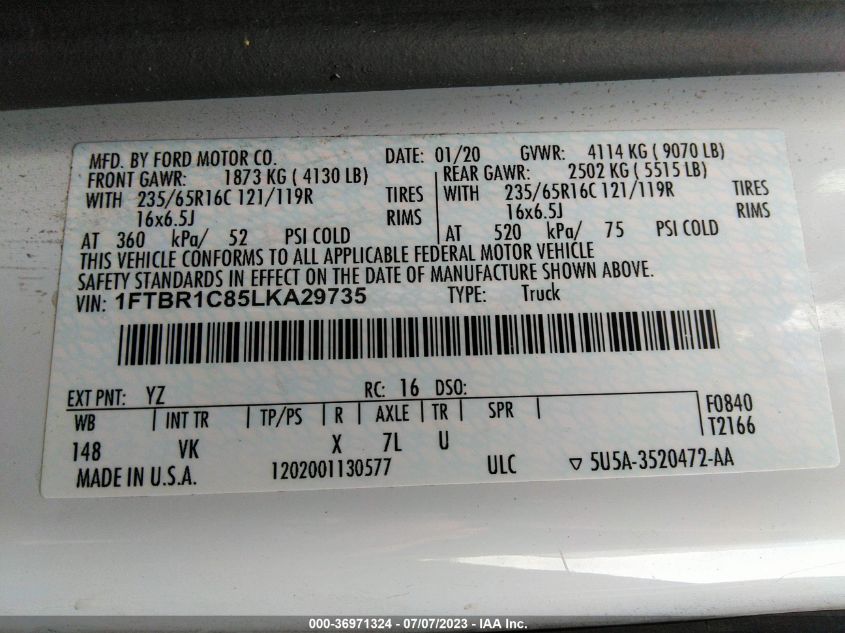 MFD. BY FORD MOTOR CO. DATE: 01/20 GVWR: 4114 KG ( 9070 LB)
FRONT GAWR: 1873 KG ( 4130 LB) REAR GAWR: 2502 KG ( 5515 LB)
WITH 235/65R16C 121/119R TIRES WITH 235/65R16C 121/119R TIRES
16x6.5J RIMS 16x6.5J RIMS
AT 360 kPa/ 52 PSI COLD AT 520 kPa/ 75 PSI COLD
THIS VEHICLE CONFORMS TO ALL APPLICABLE FEDERAL MOTOR VEHICLE
SAFETY STANDARDS IN EFFECT ON THE DATE OF MANUFACTURE SHOWN ABOVE.
VIN: 1FTBR1C85LKA29735 TYPE: Truck
EXT PNT: YZ RC: 16 DSO:
WB INT TR TP/PS R AXLE TR SPR F0840
T2166
148 VK X 7L U
MADE IN U.S.A. 1202001130577 ULC ▽ 5U5A-3520472-AA
000-36971324 - 07/07/2023 - IAA Inc.